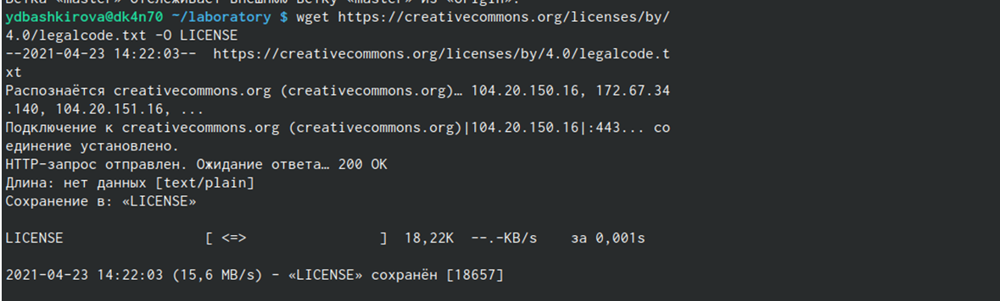 Ветка «master» отслеживает внешнюю ветку «master» из «origin».
ydbashkirova@dk4n70 ~/laboratory $ wget https://creativecommons.org/licenses/by/
4.0/legalcode.txt -O LICENSE
--2021-04-23 14:22:03--  https://creativecommons.org/licenses/by/4.0/legalcode.t
xt
Распознаётся creativecommons.org (creativecommons.org)… 104.20.150.16, 172.67.34
.140, 104.20.151.16, ...
Подключение к creativecommons.org (creativecommons.org)|104.20.150.16|:443... со
единение установлено.
HTTP-запрос отправлен. Ожидание ответа… 200 OK
Длина: нет данных [text/plain]
Сохранение в: «LICENSE»
LICENSE                 [ <=>                ]  18,22K  --.-KB/s    за 0,001s
2021-04-23 14:22:03 (15,6 MB/s) - «LICENSE» сохранён [18657]